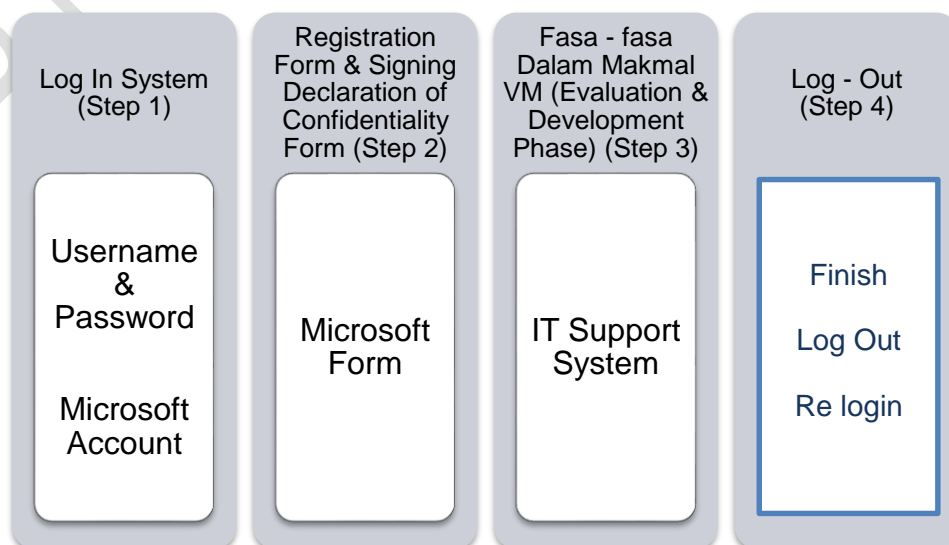 Log In System
(Step 1)
Username
&
Password
Microsoft
Account
Registration
Form & Signing
Declaration of
Confidentiality
Form (Step 2)
Microsoft
Form
Fasa - fasa
Dalam Makmal
VM (Evaluation &
Development
Phase) (Step 3)
IT Support
System
Log - Out
(Step 4)
Finish
Log Out
Re login